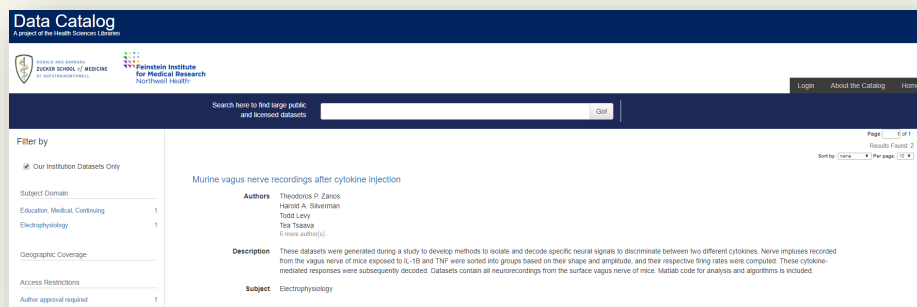 Data Catalog
A project of the Health Sciences Libraries
DONALD AND BARBARA
ZUCKER SCHOOL of MEDICINE
AT HOFSTRA/NORTHWELL
Feinstein Institute
for Medical Research
Northwell Health
Login About the Catalog Home
Search here to find large public
and licensed datasets
Go!
Filter by
Our Institution Datasets Only
Subject Domain
Education, Medical, Continuing 1
Electrophysiology 1
Geographic Coverage
Access Restrictions
Author approval required 1
Page 1 of 1
Results Found: 2
Sort by: none Per page: 10
Murine vagus nerve recordings after cytokine injection
Authors Theodoros P. Zanos
Harold A. Silverman
Todd Levy
Tea Tsaava
6 more author(s)...
Description These datasets were generated during a study to develop methods to isolate and decode specific neural signals to discriminate between two different cytokines. Nerve impluses recorded
from the vagus nerve of mice exposed to IL-1B and TNF were sorted into groups based on their shape and amplitude, and their respective firing rates were computed. These cytokine-
mediated responses were subsequently decoded. Datasets contain all neurorecordings from the surface vagus nerve of mice. Matlab code for analysis and algorithms is included.
Subject Electrophysiology